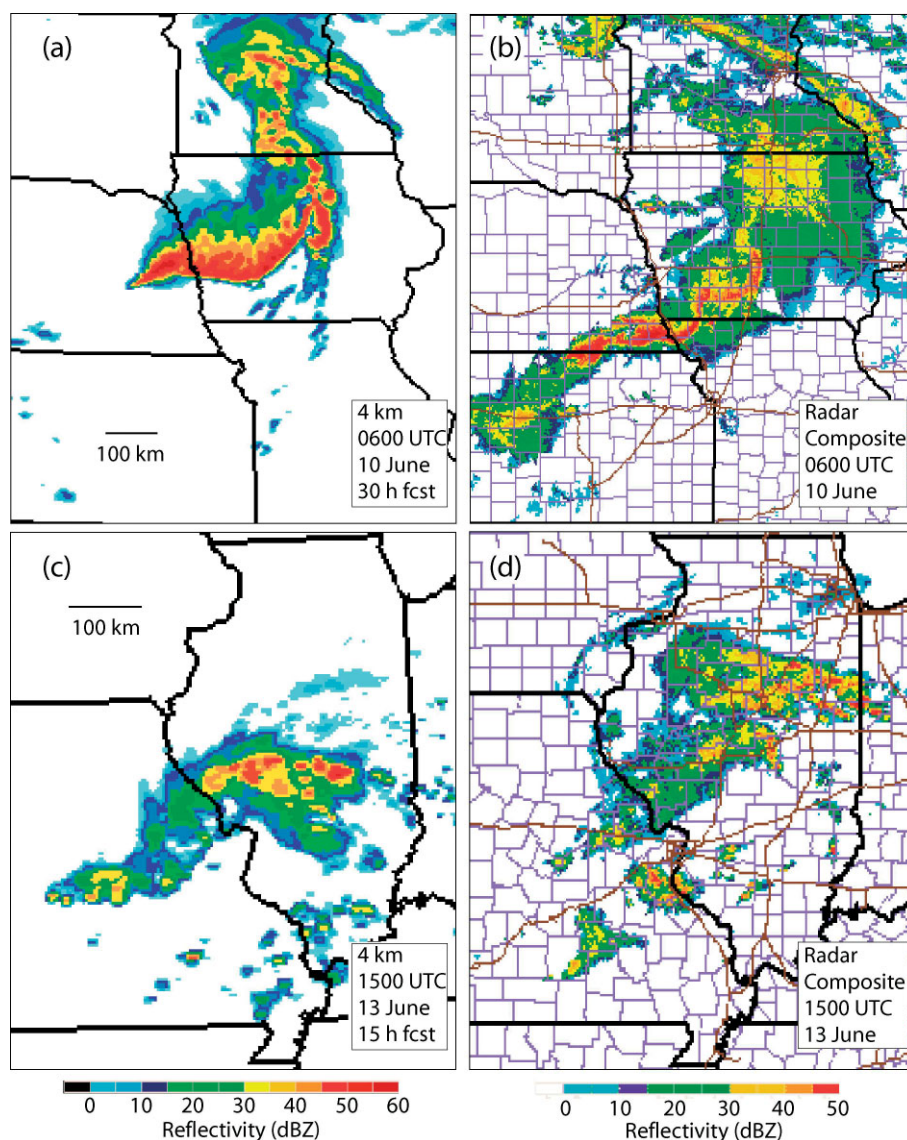 (a)
4 km
0600 UTC
10 June
30 h fcst
100 km
(b)
Radar
Composite
0600 UTC
10 June
(c)
100 km
4 km
1500 UTC
13 June
15 h fcst
(d)
Radar
Composite
1500 UTC
13 June
0 10 20 30 40 50 60
Reflectivity (dBZ)
0 10 20 30 40 50
Reflectivity (dBZ)